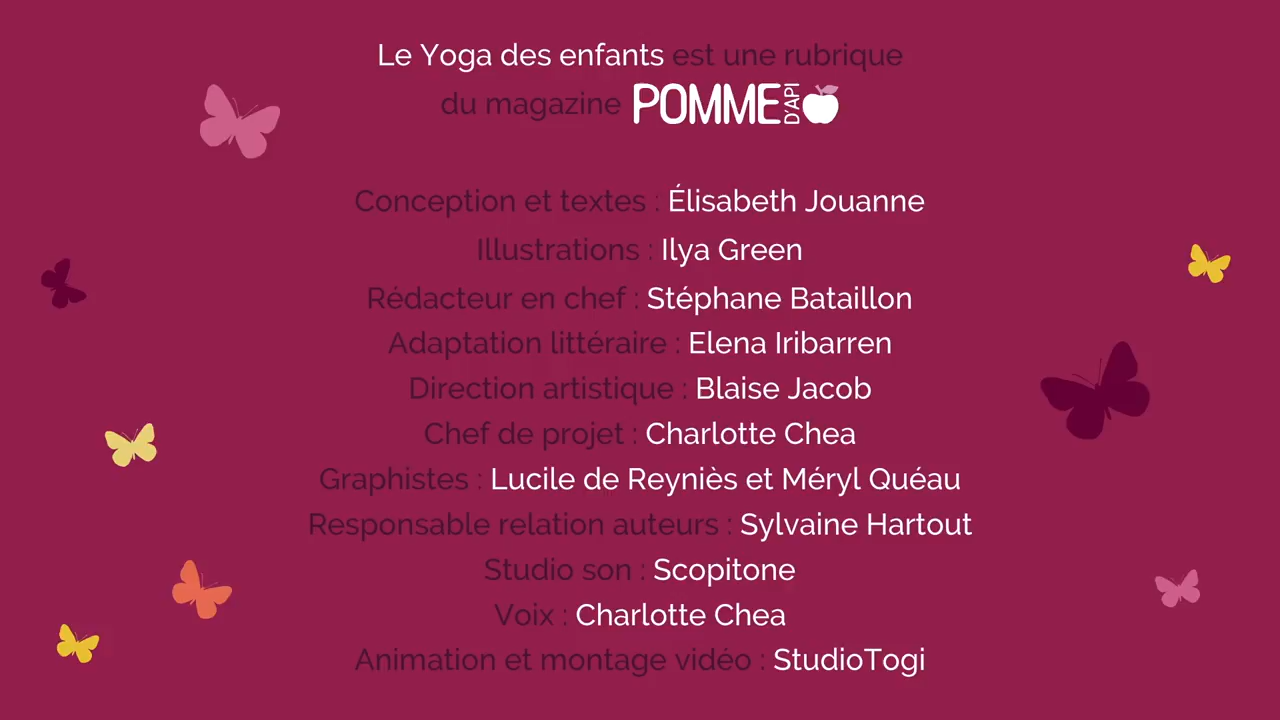 Le Yoga des enfants est une rubrique
du magazine POMME D'API
Conception et textes : Élisabeth Jouanne
Illustrations : Ilya Green
Rédacteur en chef : Stéphane Bataillon
Adaptation littéraire : Elena Iribarren
Direction artistique : Blaise Jacob
Chef de projet : Charlotte Chea
Graphistes : Lucile de Reyniès et Méryl Quéau
Responsable relation auteurs : Sylvaine Hartout
Studio son : Scopitone
Voix : Charlotte Chea
Animation et montage vidéo : StudioTogi